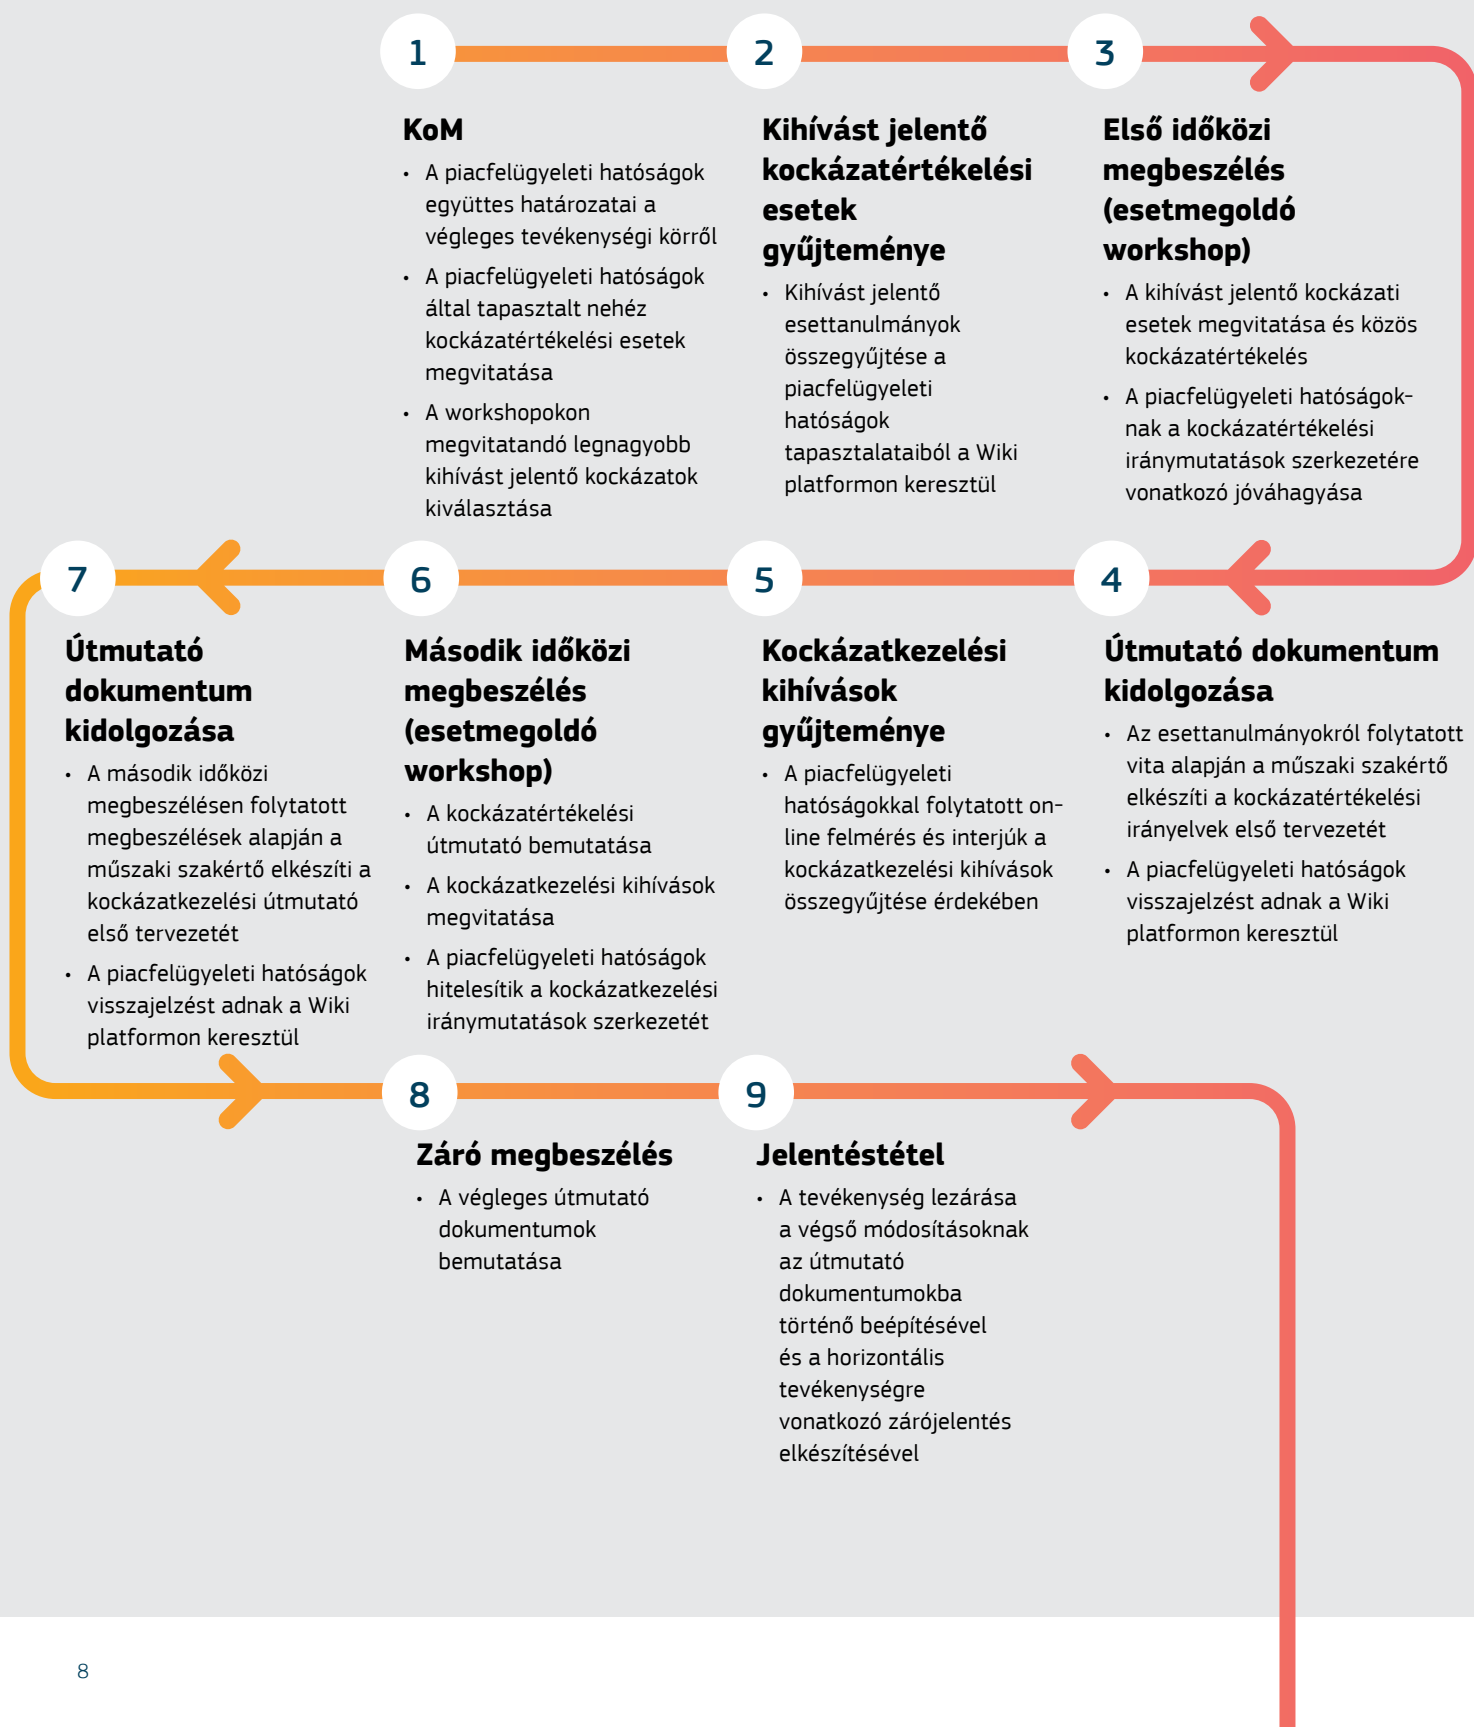 1
KoM
• A piacfelügyeleti hatóságok
együttes határozatai a
végleges tevékenységi körről
• A piacfelügyeleti hatóságok
által tapasztalt nehéz
kockázatértékelési esetek
megvitatása
• A workshopokon
megvitatandó legnagyobb
kihívást jelentő kockázatok
kiválasztása
2
Kihívást jelentő
kockázatértékelési
esetek
gyűjteménye
• Kihívást jelentő
esettanulmányok
összegyűjtése a
piacfelügyeleti
hatóságok
tapasztalataiból a Wiki
platformon keresztül
3
Első időközi
megbeszélés
(esetmegoldó
workshop)
• A kihívást jelentő kockázati
esetek megvitatása és közös
kockázatértékelés
• A piacfelügyeleti hatóságok-
nak a kockázatértékelési
iránymutatások szerkezetére
vonatkozó jóváhagyása
4
Útmutató dokumentum
kidolgozása
• Az esettanulmányokról folytatott
vita alapján a műszaki szakértő
elkészíti a kockázatértékelési
irányelvek első tervezetét
• A piacfelügyeleti hatóságok
visszajelzést adnak a Wiki
platformon keresztül
5
Kockázatkezelési
kihívások
gyűjteménye
• A piacfelügyeleti
hatóságokkal folytatott on-
line felmérés és interjúk a
kockázatkezelési kihívások
összegyűjtése érdekében
6
Második időközi
megbeszélés
(esetmegoldó
workshop)
• A kockázatértékelési
útmutató bemutatása
• A kockázatkezelési kihívások
megvitatása
• A piacfelügyeleti hatóságok
hitelesítik a kockázatkezelési
iránymutatások szerkezetét
7
Útmutató
dokumentum
kidolgozása
• A második időközi
megbeszélésen folytatott
megbeszélések alapján a
műszaki szakértő elkészíti a
kockázatkezelési útmutató
első tervezetét
• A piacfelügyeleti hatóságok
visszajelzést adnak a Wiki
platformon keresztül
8
Záró megbeszélés
• A végleges útmutató
dokumentumok
bemutatása
9
Jelentéstétel
• A tevékenység lezárása
a végső módosításoknak
az útmutató
dokumentumokba
történő beépítésével
és a horizontális
tevékenységre
vonatkozó zárójelentés
elkészítésével
8